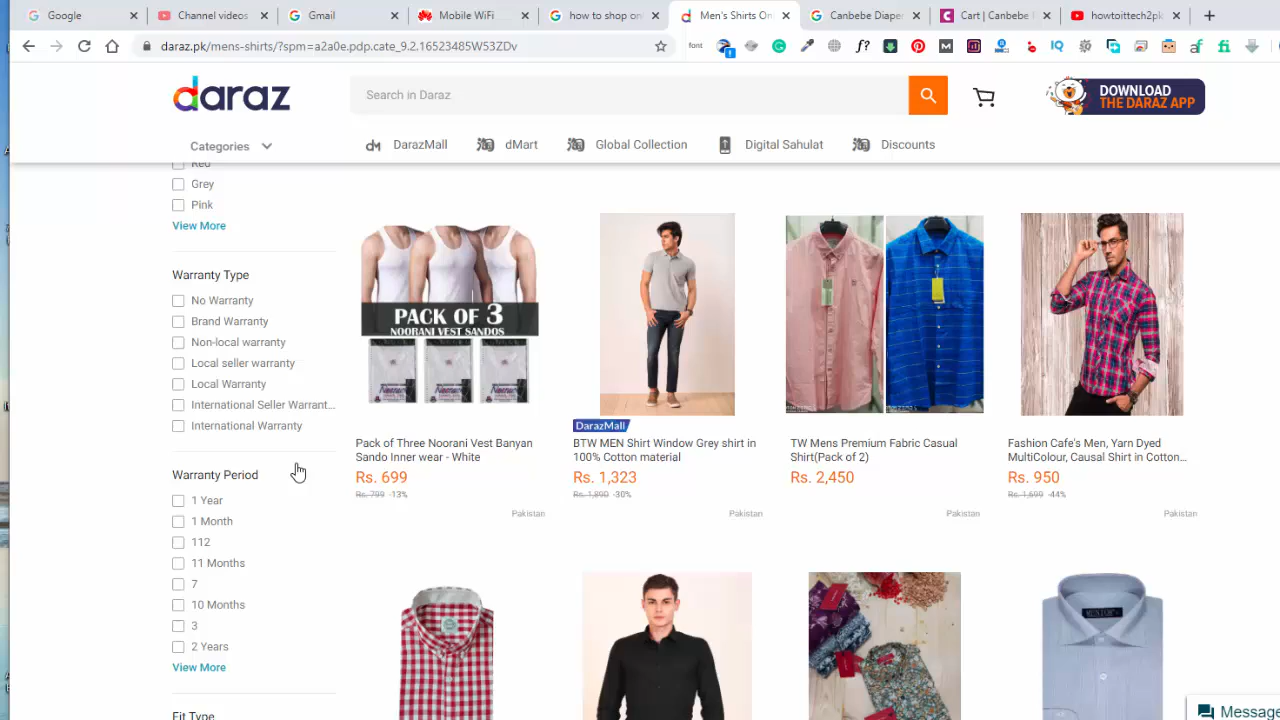 Google
Channel videos
Gmail
Mobile WiFi
how to shop on
Men's Shirts On
Canbebe Diape
Cart | Canbebe
howtoittech2pk
daraz.pk/mens-shirts/?spm=a2a0e.pdp.cate_9.2.16523485W53ZDv
font
daraz
Search in Daraz
DOWNLOAD
THE DARAZ APP
Categories
DarazMall
dMart
Global Collection
Digital Sahulat
Discounts
Red
Grey
Pink
View More
Warranty Type
No Warranty
Brand Warranty
Non-local warranty
Local seller warranty
Local Warranty
International Seller Warrant...
International Warranty
Warranty Period
1 Year
1 Month
112
11 Months
7
10 Months
3
2 Years
View More
Fit Type
PACK OF 3
NOORANI VEST SANDOS
Pack of Three Noorani Vest Banyan
Sando Inner wear - White
Rs. 699
Rs. 799 -13%
Pakistan
DarazMall
BTW MEN Shirt Window Grey shirt in
100% Cotton material
Rs. 1,323
Rs. 1,890 -30%
Pakistan
TW Mens Premium Fabric Casual
Shirt(Pack of 2)
Rs. 2,450
Pakistan
Fashion Cafe's Men, Yarn Dyed
MultiColour, Causal Shirt in Cotton...
Rs. 950
Rs. 1,699 -44%
Pakistan
Message